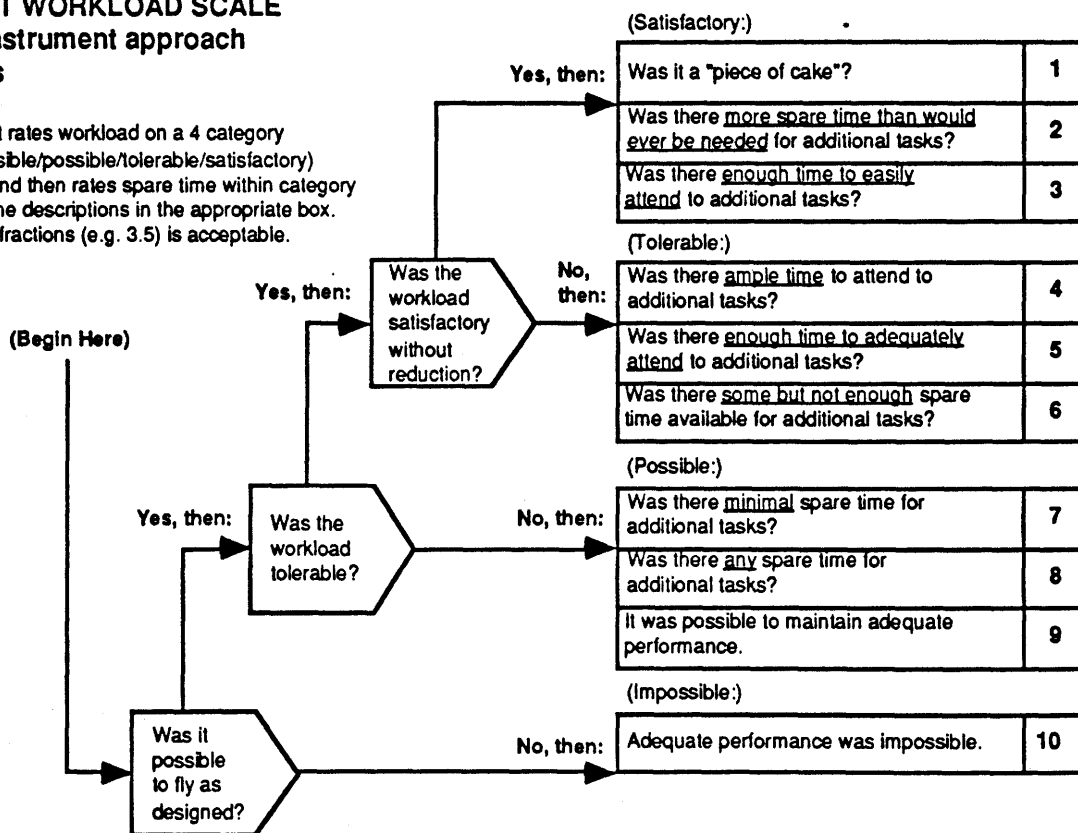 T WORKLOAD SCALE
nstrument approach
s
t rates workload on a 4 category
sible/possible/tolerable/satisfactory)
nd then rates spare time within category
ne descriptions in the appropriate box.
fractions (e.g. 3.5) is acceptable.
(Begin Here)
Was it
possible
to fly as
designed?
Yes, then:
No, then:
Was the
workload
tolerable?
Yes, then:
No, then:
Was the
workload
satisfactory
without
reduction?
Yes, then:
No,
then:
(Satisfactory:)
Was it a "piece of cake"?
1
Was there more spare time than would
ever be needed for additional tasks?
2
Was there enough time to easily
attend to additional tasks?
3
(Tolerable:)
Was there ample time to attend to
additional tasks?
4
Was there enough time to adequately
attend to additional tasks?
5
Was there some but not enough spare
time available for additional tasks?
6
(Possible:)
Was there minimal spare time for
additional tasks?
7
Was there any spare time for
additional tasks?
8
It was possible to maintain adequate
performance.
9
(Impossible:)
Adequate performance was impossible.
10